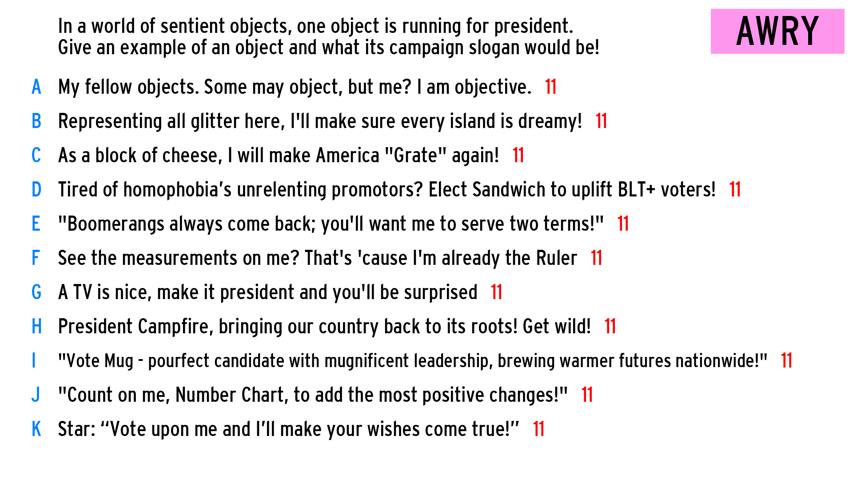 In a world of sentient objects, one object is running for president.
Give an example of an object and what its campaign slogan would be!
AWRY
A My fellow objects. Some may object, but me? I am objective. 11
B Representing all glitter here, I'll make sure every island is dreamy! 11
C As a block of cheese, I will make America "Grate" again! 11
D Tired of homophobia’s unrelenting promotors? Elect Sandwich to uplift BLT+ voters! 11
E "Boomerangs always come back; you'll want me to serve two terms!" 11
F See the measurements on me? That's 'cause I'm already the Ruler 11
G A TV is nice, make it president and you'll be surprised 11
H President Campfire, bringing our country back to its roots! Get wild! 11
I "Vote Mug - pourfect candidate with mugnificent leadership, brewing warmer futures nationwide!" 11
J "Count on me, Number Chart, to add the most positive changes!" 11
K Star: “Vote upon me and I’ll make your wishes come true!” 11